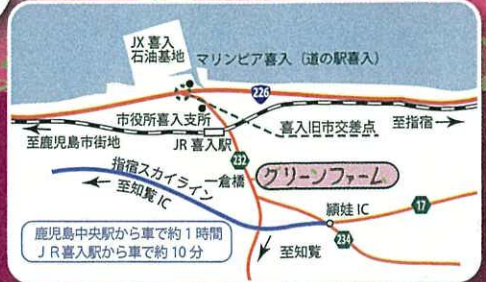 JX 喜入
石油基地
マリンピア喜入(道の駅喜入)
226
市役所喜入支所
喜入旧市交差点
至指宿
至鹿児島市街地
JR 喜入駅
232
指宿スカイライン
一倉橋
グリーンファーム
至知覧 IC
頴娃 IC
17
鹿児島中央駅から車で約1時間
JR喜入駅から車で約10分
至知覧
234